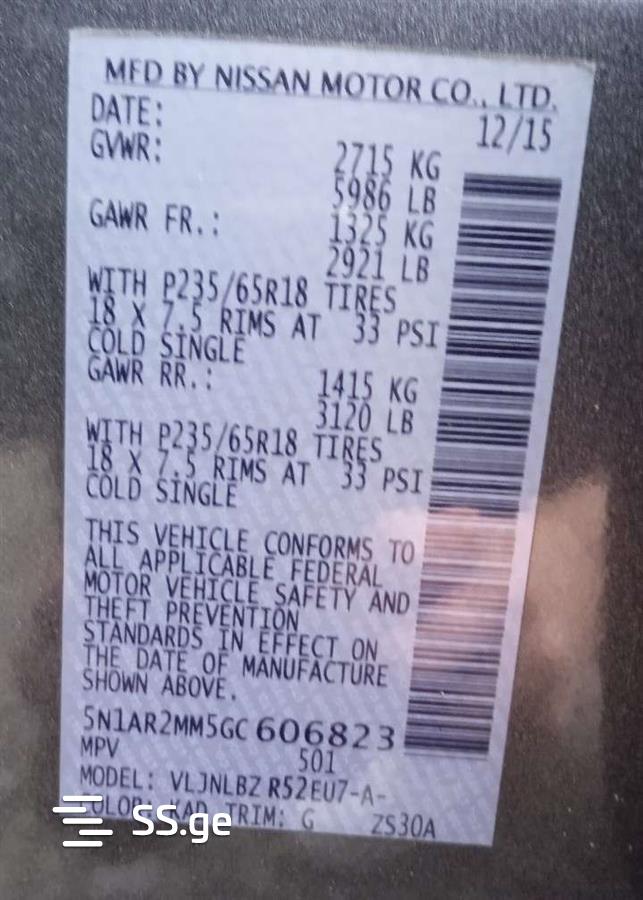 MFD BY NISSAN MOTOR CO., LTD.
DATE: 12/15
GVWR: 2715 KG
5986 LB
GAWR FR.: 1325 KG
2921 LB
WITH P235/65R18 TIRES
18 X 7.5 RIMS AT 33 PSI
COLD SINGLE
GAWR RR.: 1415 KG
3120 LB
WITH P235/65R18 TIRES
18 X 7.5 RIMS AT 33 PSI
COLD SINGLE
THIS VEHICLE CONFORMS TO
ALL APPLICABLE FEDERAL
MOTOR VEHICLE SAFETY AND
THEFT PREVENTION
STANDARDS IN EFFECT ON
THE DATE OF MANUFACTURE
SHOWN ABOVE.
5N1AR2MM5GC606823
MPV 501
MODEL: VLJNLBZ R52EU7-A-
TRIM: G ZS30A
SS.ge